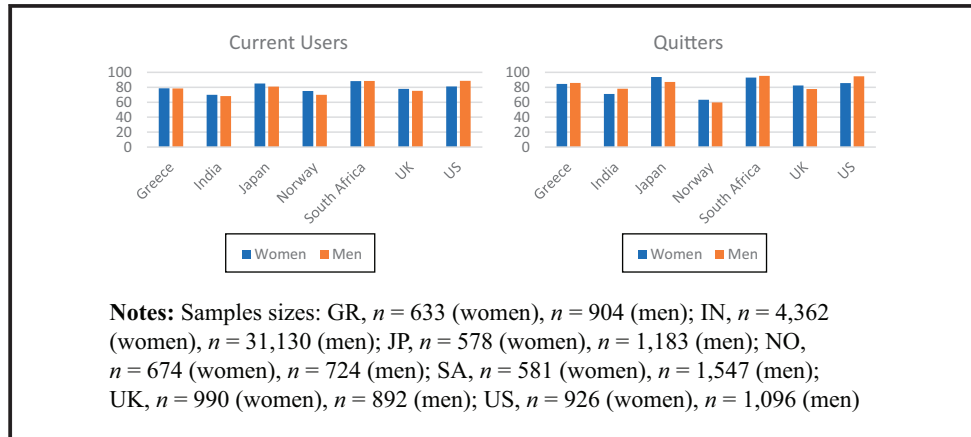 Current Users
100
80
60
40
20
0
Greece
India
Japan
Norway
South Africa
UK
US
Women Men
Quitters
100
80
60
40
20
0
Greece
India
Japan
Norway
South Africa
UK
US
Women Men
Notes: Samples sizes: GR, n = 633 (women), n = 904 (men); IN, n = 4,362
(women), n = 31,130 (men); JP, n = 578 (women), n = 1,183 (men); NO,
n = 674 (women), n = 724 (men); SA, n = 581 (women), n = 1,547 (men);
UK, n = 990 (women), n = 892 (men); US, n = 926 (women), n = 1,096 (men)